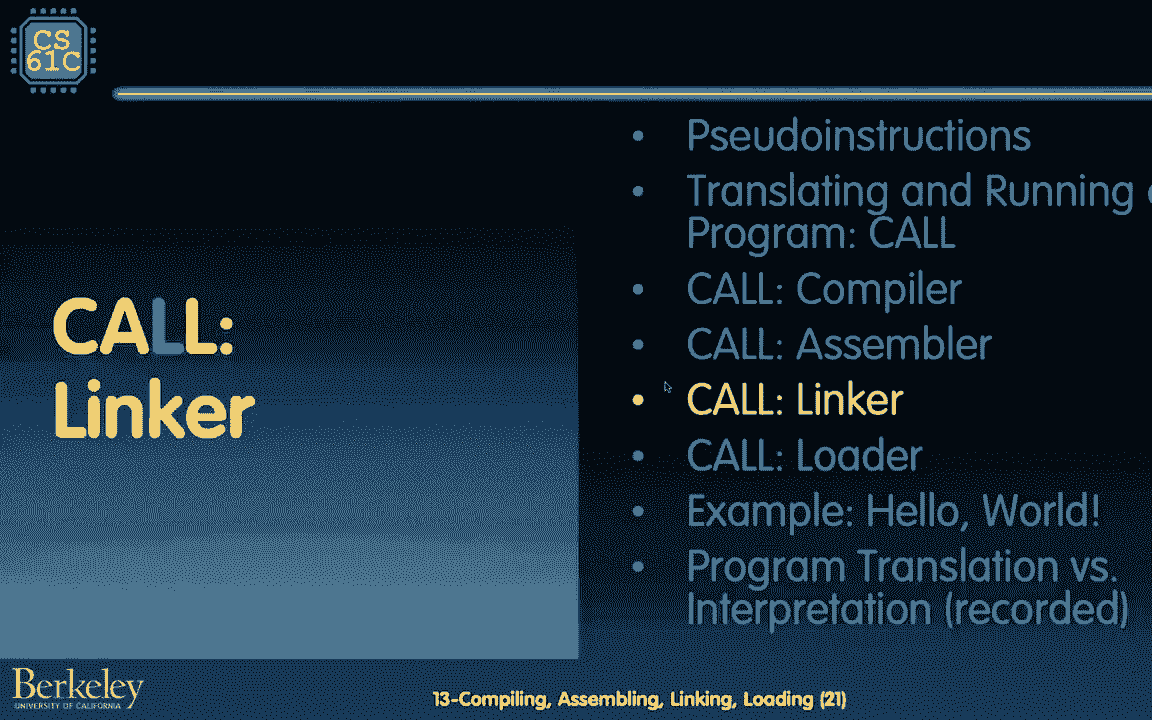 CS
61C
CALL:
Linker
• Pseudoinstructions
• Translating and Running
Program: CALL
• CALL: Compiler
• CALL: Assembler
• CALL: Linker
• CALL: Loader
• Example: Hello, World!
• Program Translation vs.
Interpretation (recorded)
Berkeley
UNIVERSITY OF CALIFORNIA
13-Compiling, Assembling, Linking, Loading (21)